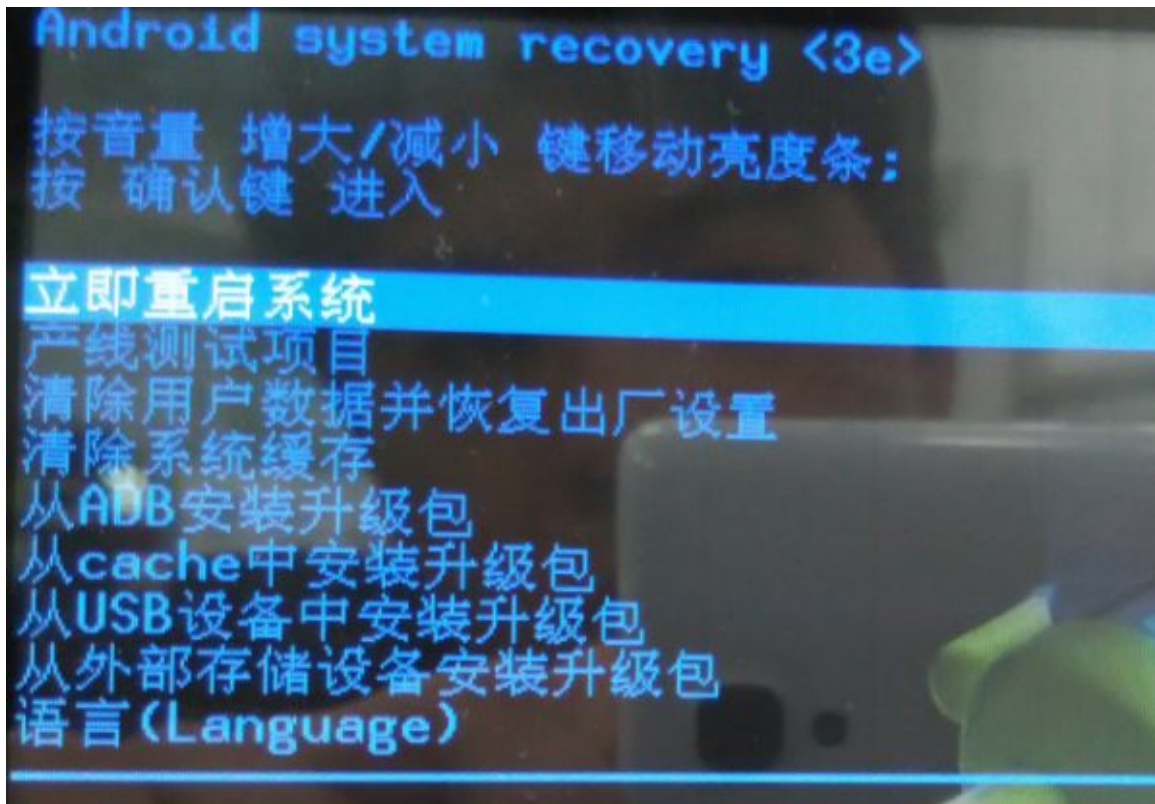 Android system recovery <3e>
按音量 增大/减小 键移动亮度条;
按 确认键 进入
立即重启系统
产线测试项目
清除用户数据并恢复出厂设置
清除系统缓存
从ADB安装升级包
从cache中安装升级包
从USB设备中安装升级包
从外部存储设备安装升级包
语言(Language)